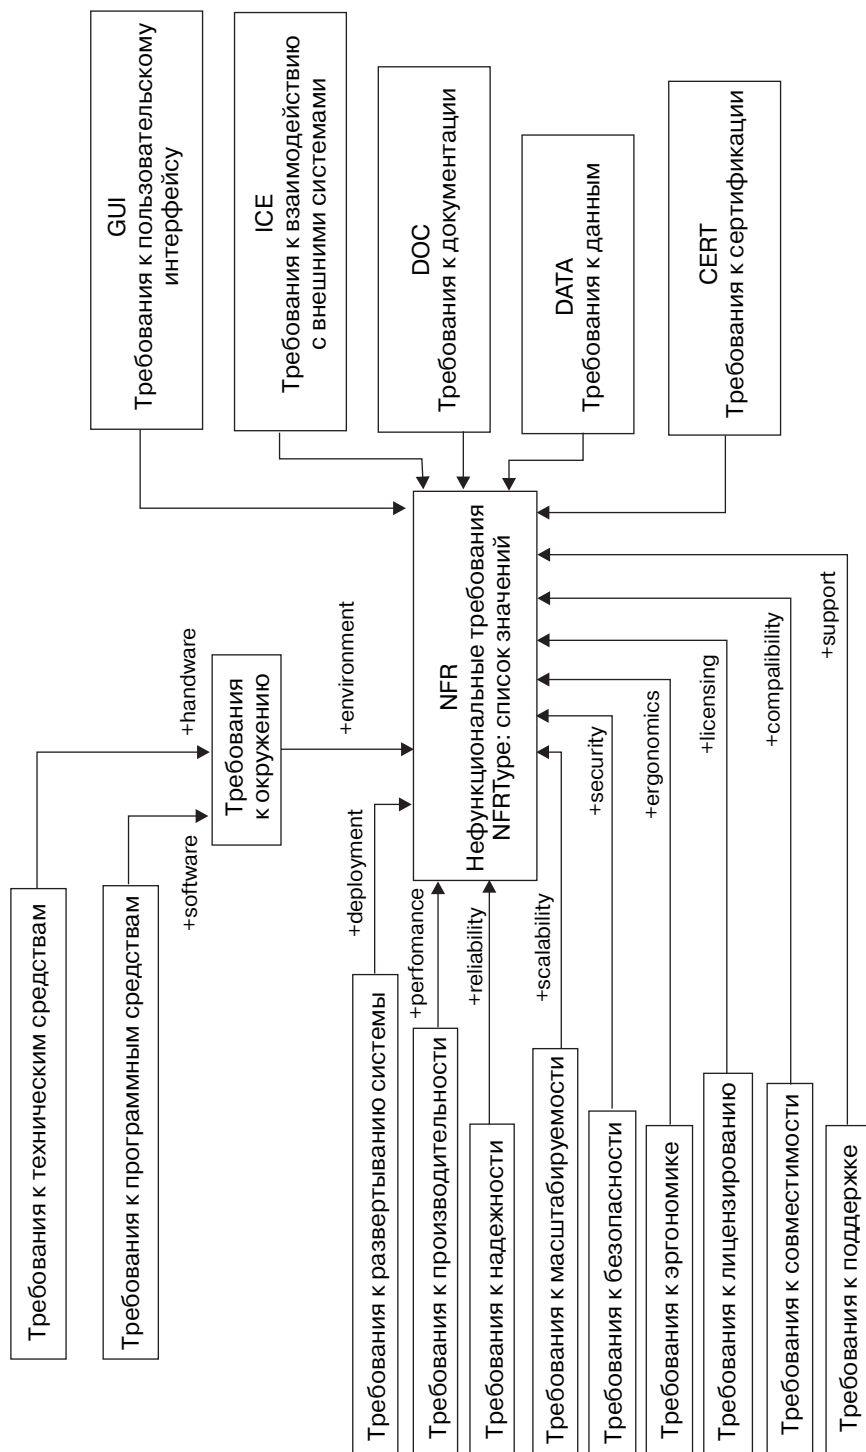 Требования к техническим средствам
+hardware
Требования к программным средствам
+software
Требования
к окружению
+environment
GUI
Требования к пользовательскому
интерфейсу
ICE
Требования к взаимодействию
с внешними системами
DOC
Требования к документации
DATA
Требования к данным
CERT
Требования к сертификации
NFR
Нефункциональные требования
NFRType: список значений
Требования к развертыванию системы
+deployment
Требования к производительности
+perfomance
Требования к надежности
+reliability
Требования к масштабируемости
+scalability
Требования к безопасности
+security
Требования к эргономике
+ergonomics
Требования к лицензированию
+licensing
Требования к совместимости
+compalibility
Требования к поддержке
+support